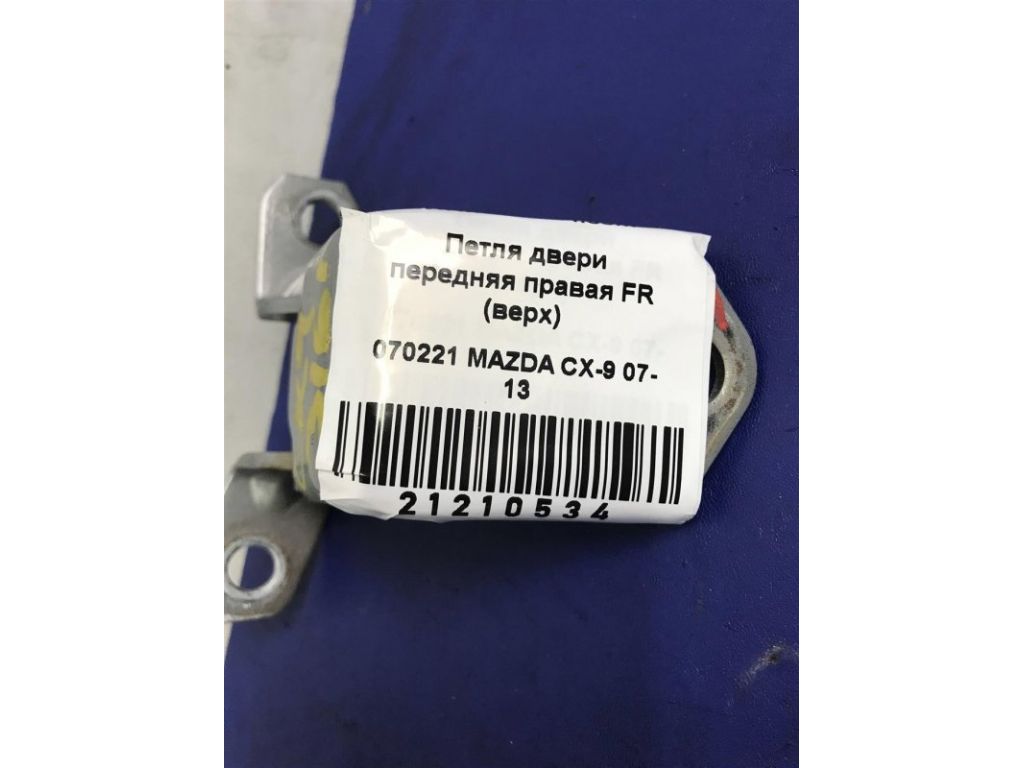 Петля двери
передняя правая FR
(верх)
070221 MAZDA CX-9 07-
13
21210534